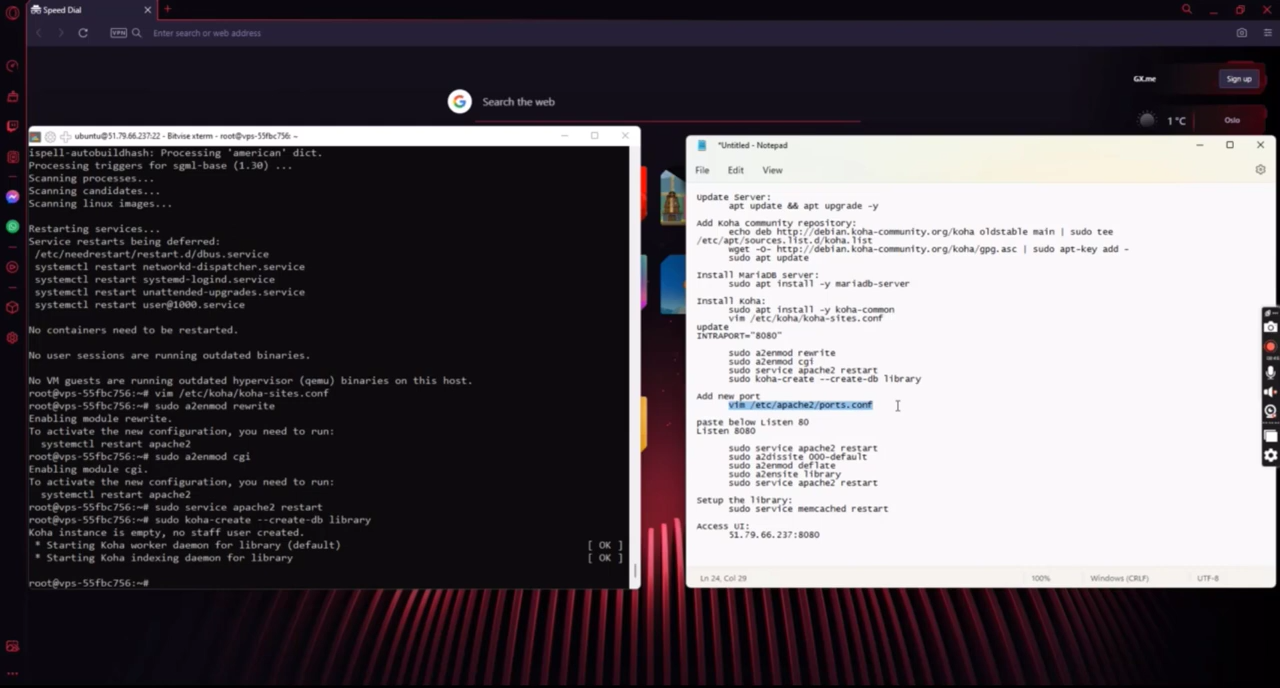 Speed Dial
VPN
Enter search or web address
GX.me
Sign up
Search the web
1 °C
Oslo
ubuntu@51.79.66.237:22 - Bitvise xterm - root@vps-55fbc756: ~
ispell-autobuildhash: Processing 'american' dict.
Processing triggers for sgml-base (1.30) ...
Scanning processes...
Scanning candidates...
Scanning linux images...
Restarting services...
Service restarts being deferred:
/etc/needrestart/restart.d/dbus.service
systemctl restart networkd-dispatcher.service
systemctl restart systemd-logind.service
systemctl restart unattended-upgrades.service
systemctl restart user@1000.service
No containers need to be restarted.
No user sessions are running outdated binaries.
No VM guests are running outdated hypervisor (qemu) binaries on this host.
root@vps-55fbc756:~# vim /etc/koha/koha-sites.conf
root@vps-55fbc756:~# sudo a2enmod rewrite
Enabling module rewrite.
To activate the new configuration, you need to run:
systemctl restart apache2
root@vps-55fbc756:~# sudo a2enmod cgi
Enabling module cgi.
To activate the new configuration, you need to run:
systemctl restart apache2
root@vps-55fbc756:~# sudo service apache2 restart
root@vps-55fbc756:~# sudo koha-create --create-db library
Koha instance is empty, no staff user created.
* Starting Koha worker daemon for library (default) [ OK ]
* Starting Koha indexing daemon for library [ OK ]
root@vps-55fbc756:~#
*Untitled - Notepad
File Edit View
Update Server:
apt update && apt upgrade -y
Add Koha community repository:
echo deb http://debian.koha-community.org/koha oldstable main | sudo tee
/etc/apt/sources.list.d/koha.list
wget -O- http://debian.koha-community.org/koha/gpg.asc | sudo apt-key add -
sudo apt update
Install MariaDB server:
sudo apt install -y mariadb-server
Install Koha:
sudo apt install -y koha-common
vim /etc/koha/koha-sites.conf
update
INTRAPORT="8080"
sudo a2enmod rewrite
sudo a2enmod cgi
sudo service apache2 restart
sudo koha-create --create-db library
Add new port
vim /etc/apache2/ports.conf
paste below Listen 80
Listen 8080
sudo service apache2 restart
sudo a2dissite 000-default
sudo a2enmod deflate
sudo a2ensite library
sudo service apache2 restart
Setup the library:
sudo service memcached restart
Access UI:
51.79.66.237:8080
Ln 24, Col 29
100%
Windows (CRLF)
UTF-8